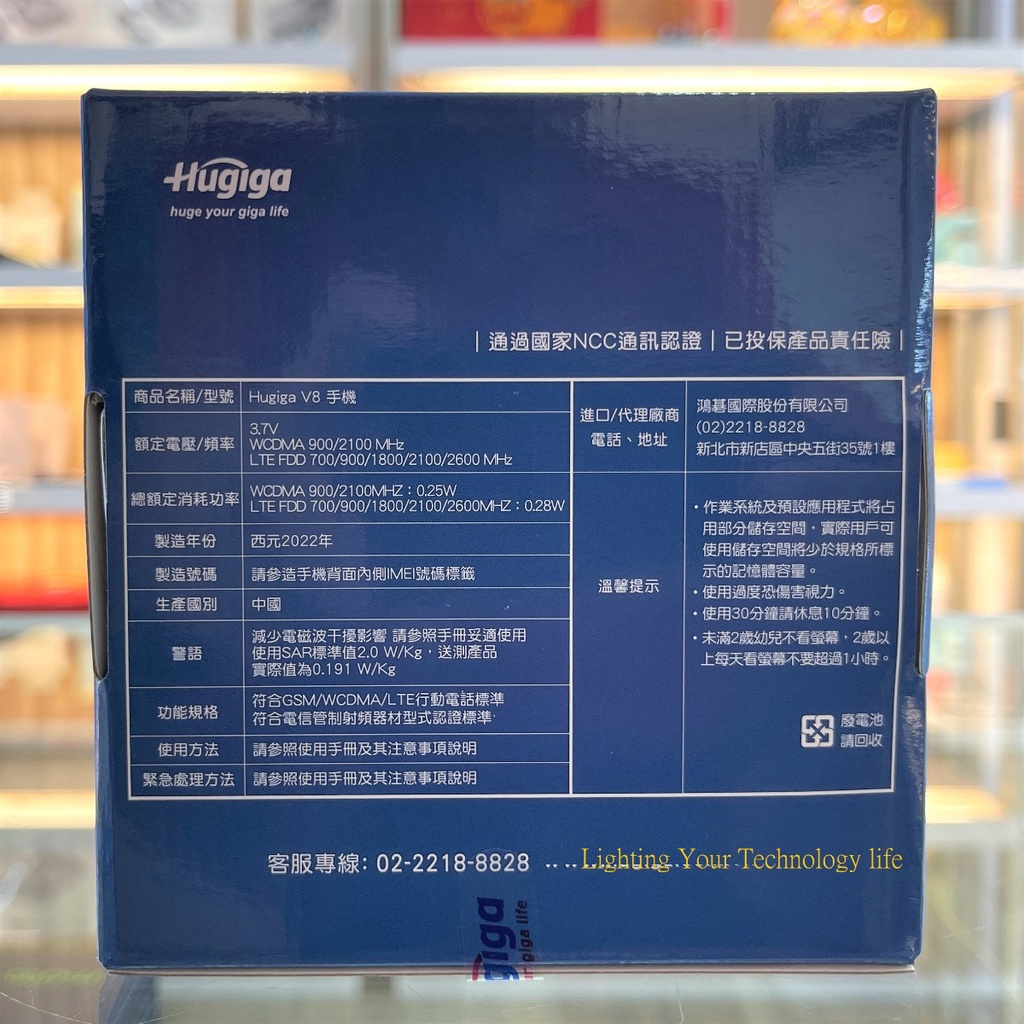 Hugiga
huge your giga life
| 通過國家NCC通訊認證 | 已投保產品責任險 |
商品名稱/型號
Hugiga V8 手機
額定電壓/頻率
3.7V
WCDMA 900/2100 MHz
LTE FDD 700/900/1800/2100/2600 MHz
總額定消耗功率
WCDMA 900/2100MHZ：0.25W
LTE FDD 700/900/1800/2100/2600MHZ：0.28W
製造年份
西元2022年
製造號碼
請參造手機背面內側IMEI號碼標籤
生產國別
中國
警語
減少電磁波干擾影響 請參照手冊妥適使用
使用SAR標準值2.0 W/Kg，送測產品
實際值為0.191 W/Kg
功能規格
符合GSM/WCDMA/LTE行動電話標準
符合電信管制射頻器材型式認證標準
使用方法
請參照使用手冊及其注意事項說明
緊急處理方法
請參照使用手冊及其注意事項說明
進口/代理廠商
電話、地址
鴻碁國際股份有限公司
(02)2218-8828
新北市新店區中央五街35號1樓
溫馨提示
・作業系統及預設應用程式將占
用部分儲存空間，實際用戶可
使用儲存空間將少於規格所標
示的記憶體容量。
・使用過度恐傷害視力。
・使用30分鐘請休息10分鐘。
・未滿2歲幼兒不看螢幕，2歲以
上每天看螢幕不要超過1小時。
廢電池
請回收
客服專線: 02-2218-8828
Lighting Your Technology life
giga
ur giga life